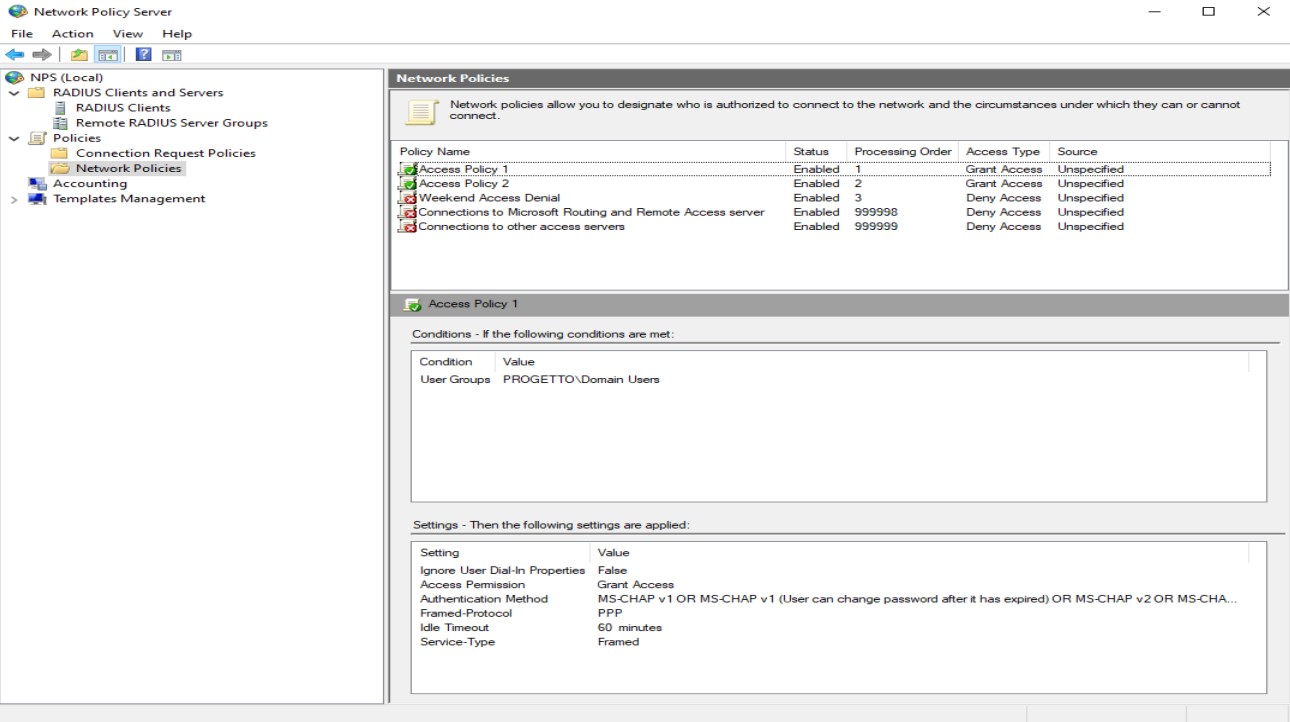 Network Policy Server
File Action View Help
NPS (Local)
RADIUS Clients and Servers
RADIUS Clients
Remote RADIUS Server Groups
Policies
Connection Request Policies
Network Policies
Accounting
Templates Management
Network Policies
Network policies allow you to designate who is authorized to connect to the network and the circumstances under which they can or cannot
connect.
Policy Name Status Processing Order Access Type Source
Access Policy 1 Enabled 1 Grant Access Unspecified
Access Policy 2 Enabled 2 Grant Access Unspecified
Weekend Access Denial Enabled 3 Deny Access Unspecified
Connections to Microsoft Routing and Remote Access server Enabled 999998 Deny Access Unspecified
Connections to other access servers Enabled 999999 Deny Access Unspecified
Access Policy 1
Conditions - If the following conditions are met:
Condition Value
User Groups PROGETTO\Domain Users
Settings - Then the following settings are applied:
Setting Value
Ignore User Dial-In Properties False
Access Permission Grant Access
Authentication Method MS-CHAP v1 OR MS-CHAP v1 (User can change password after it has expired) OR MS-CHAP v2 OR MS-CHA...
Framed-Protocol PPP
Idle Timeout 60 minutes
Service-Type Framed